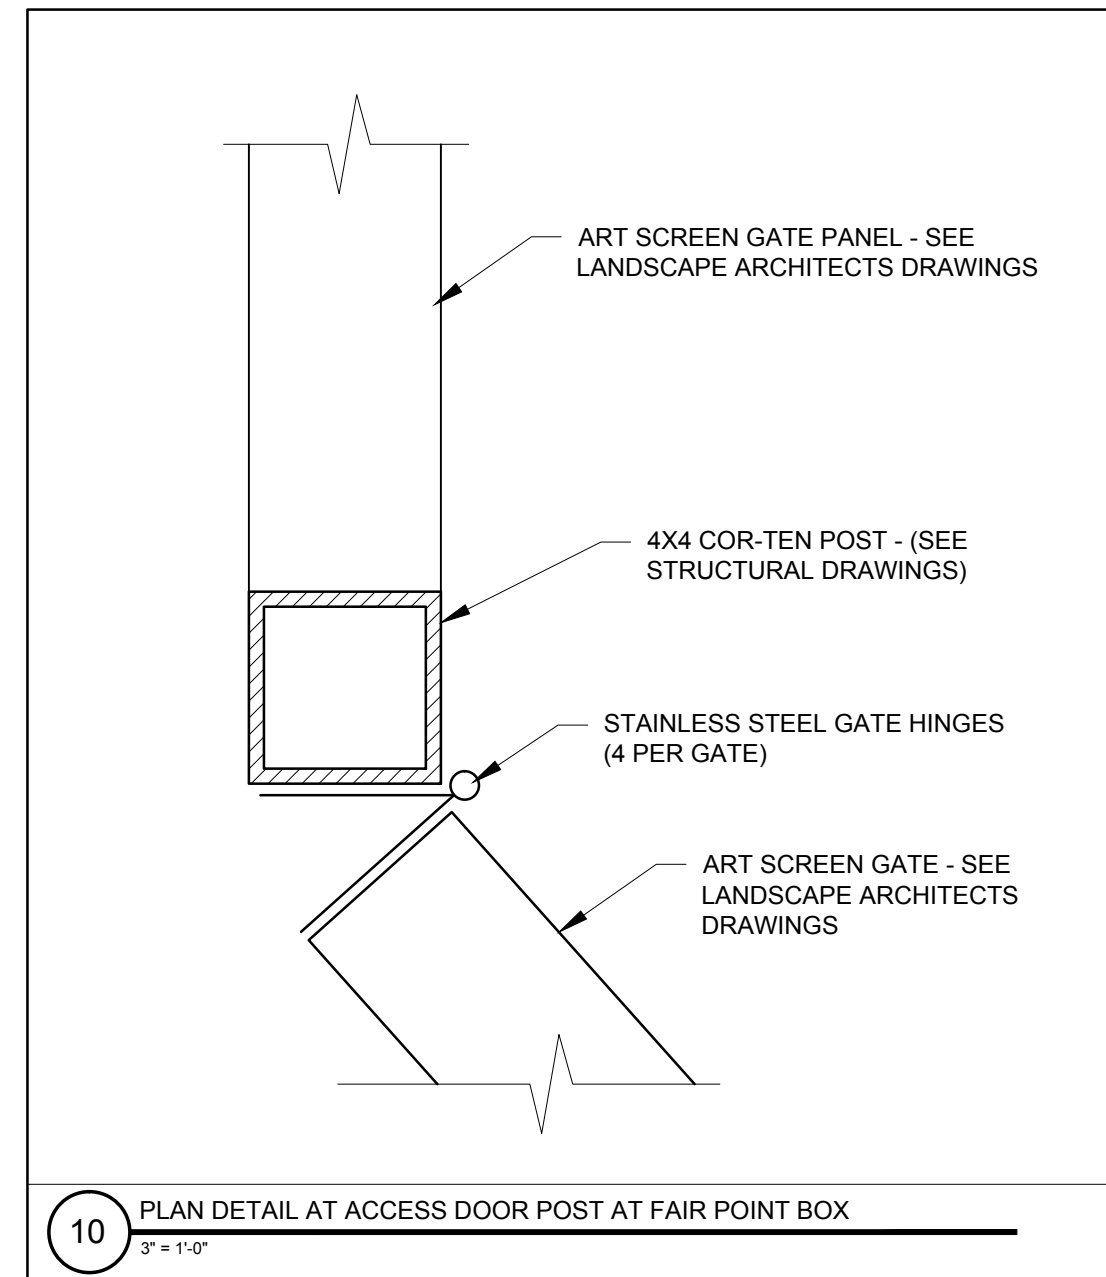 ART SCREEN GATE PANEL - SEE
LANDSCAPE ARCHITECTS DRAWINGS
4X4 COR-TEN POST - (SEE
STRUCTURAL DRAWINGS)
STAINLESS STEEL GATE HINGES
(4 PER GATE)
ART SCREEN GATE - SEE
LANDSCAPE ARCHITECTS
DRAWINGS
10
PLAN DETAIL AT ACCESS DOOR POST AT FAIR POINT BOX
3" = 1'-0"